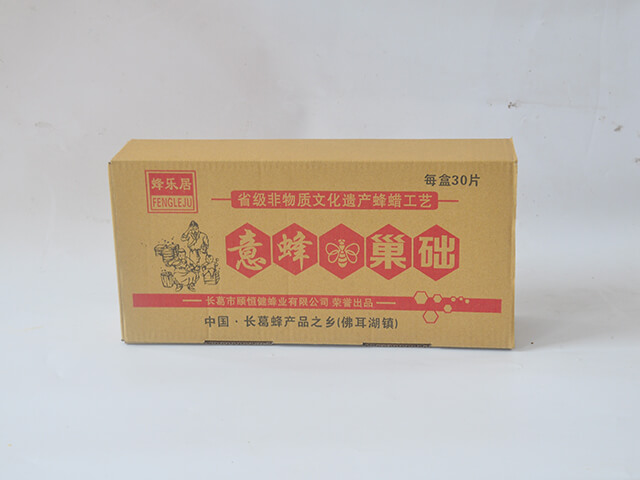 蜂乐居
FENGLEJU
每盒30片
省级非物质文化遗产蜂蜡工艺
意蜂巢础
长葛市颐恒健蜂业有限公司 荣誉出品
中国·长葛蜂产品之乡(佛耳湖镇)